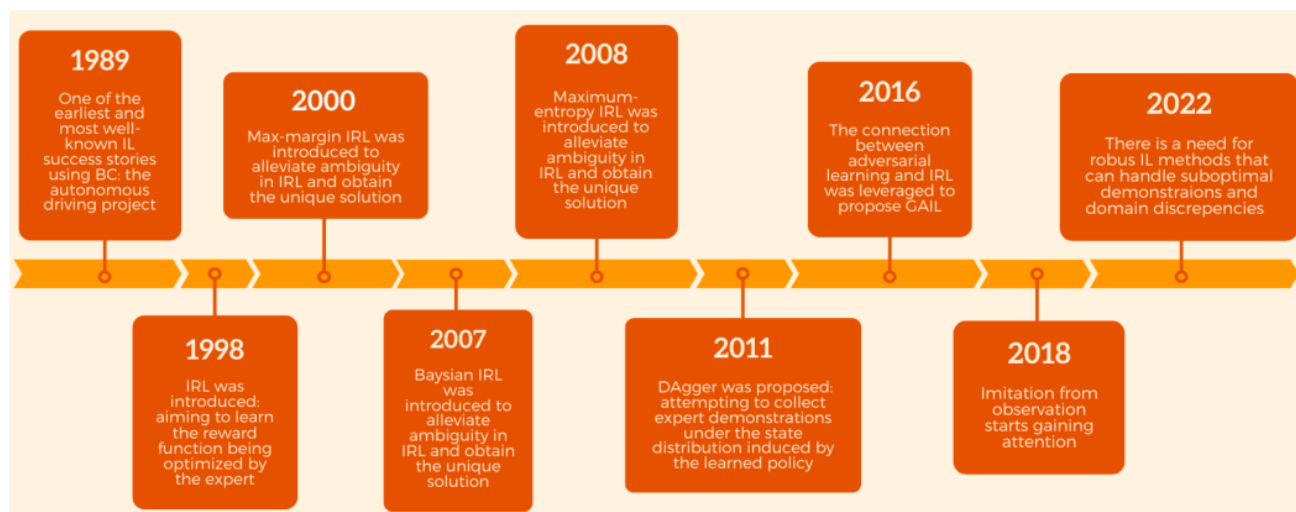 1989
One of the
earliest and
most well-
known IL
success stories
using BC: the
autonomous
driving project
1998
IRL was
introduced:
aiming to learn
the reward
function being
optimized by
the expert
2000
Max-margin IRL was
introduced to
alleviate ambiguity
in IRL and obtain
the unique solution
2007
Baysian IRL
was
introduced to
alleviate
ambiguity in
IRL and obtain
the unique
solution
2008
Maximum-
entropy IRL was
introduced to
alleviate
ambiguity in
IRL and obtain
the unique
solution
2011
DAgger was proposed:
attempting to collect
expert demonstrations
under the state
distribution induced by
the learned policy
2016
The connection
between
adversarial
learning and IRL
was leveraged to
propose GAIL
2018
Imitation from
observation
starts gaining
attention
2022
There is a need for
robust IL methods that
can handle suboptimal
demonstraions and
domain discrepencies